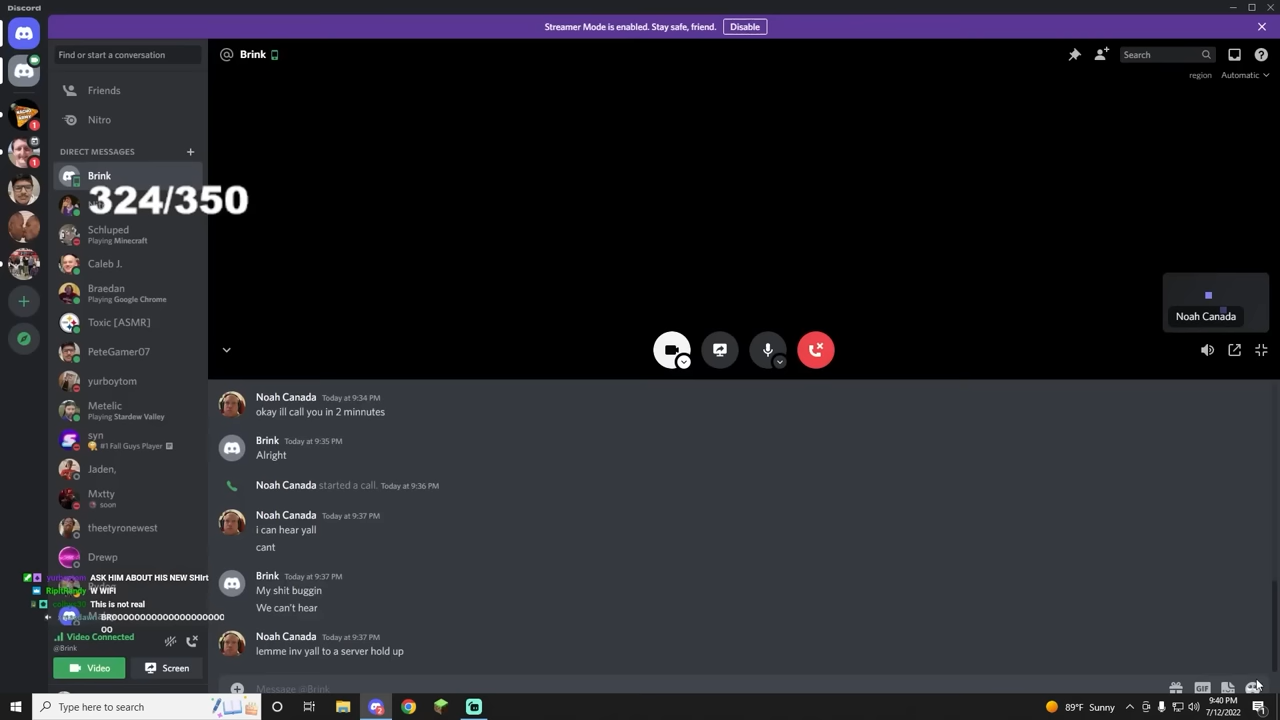 Discord
Streamer Mode is enabled. Stay safe, friend.
Disable
Find or start a conversation
Brink
Search
region
Automatic
Friends
Nitro
DIRECT MESSAGES
Brink
324/350
Schluped
Playing Minecraft
Caleb J.
Braedan
Playing Google Chrome
Toxic [ASMR]
PeteGamer07
yurboytom
Metelic
Playing Stardew Valley
syn
#1 Fall Guys Player
Jaden,
Mxtty
soon
theetyronewest
Drewp
ASK HIM ABOUT HIS NEW SHIrt
W WIFI
This is not real
Video Connected
@Brink
Video
Screen
Noah Canada
Noah Canada Today at 9:34 PM
okay ill call you in 2 minnutes
Brink Today at 9:35 PM
Alright
Noah Canada started a call. Today at 9:36 PM
Noah Canada Today at 9:37 PM
i can hear yall
cant
Brink Today at 9:37 PM
My shit buggin
We can't hear
Noah Canada Today at 9:37 PM
lemme inv yall to a server hold up
Message @Brink
GIF
Type here to search
89°F Sunny
9:40 PM
7/12/2022